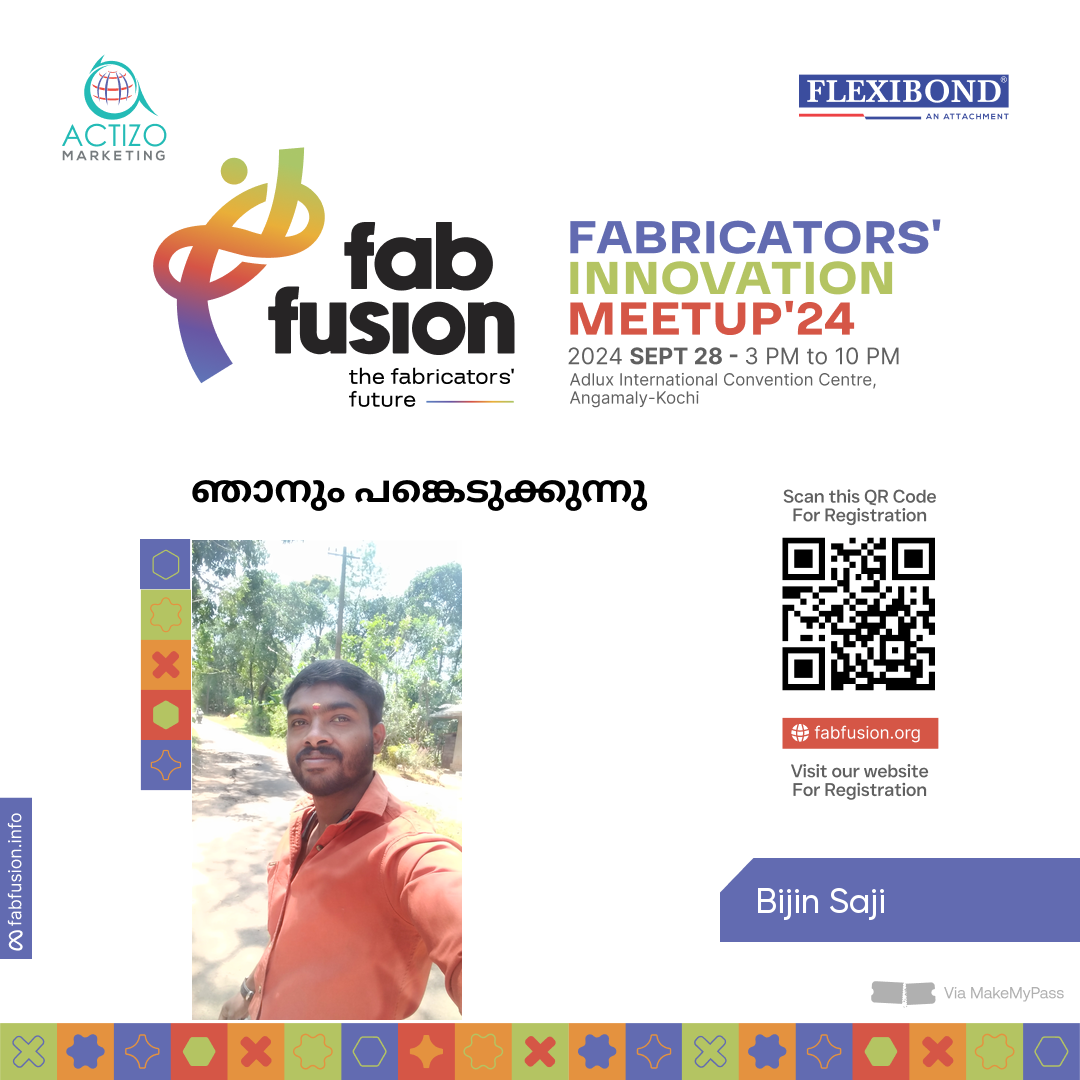 ACTIZO
MARKETING
FLEXIBOND®
AN ATTACHMENT
fab
fusion
the fabricators'
future
FABRICATORS'
INNOVATION
MEETUP'24
2024 SEPT 28 - 3 PM to 10 PM
Adlux International Convention Centre,
Angamaly-Kochi
ഞാനും പങ്കെടുക്കുന്നു
Scan this QR Code
For Registration
fabfusion.org
Visit our website
For Registration
fabfusion.info
Bijin Saji
Via MakeMyPass